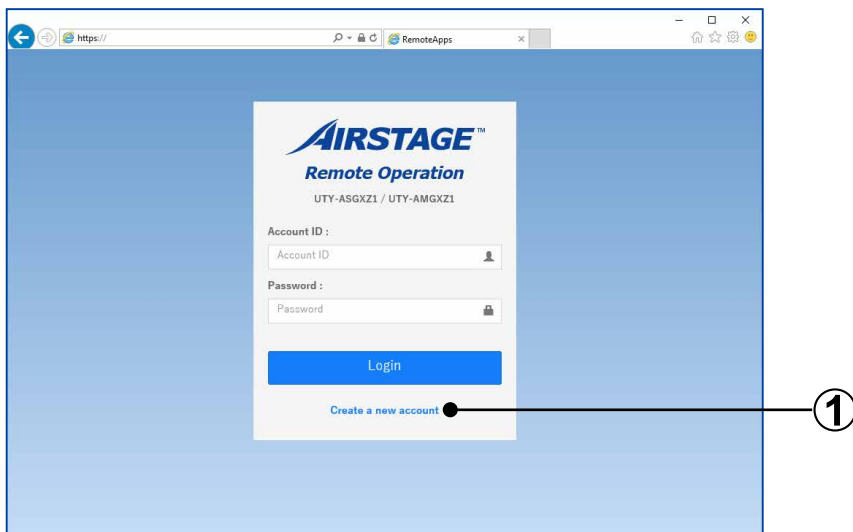 https://
RemoteApps
AIRSTAGE™
Remote Operation
UTY-ASGXZ1 / UTY-AMGXZ1
Account ID :
Account ID
Password :
Password
Login
Create a new account
1